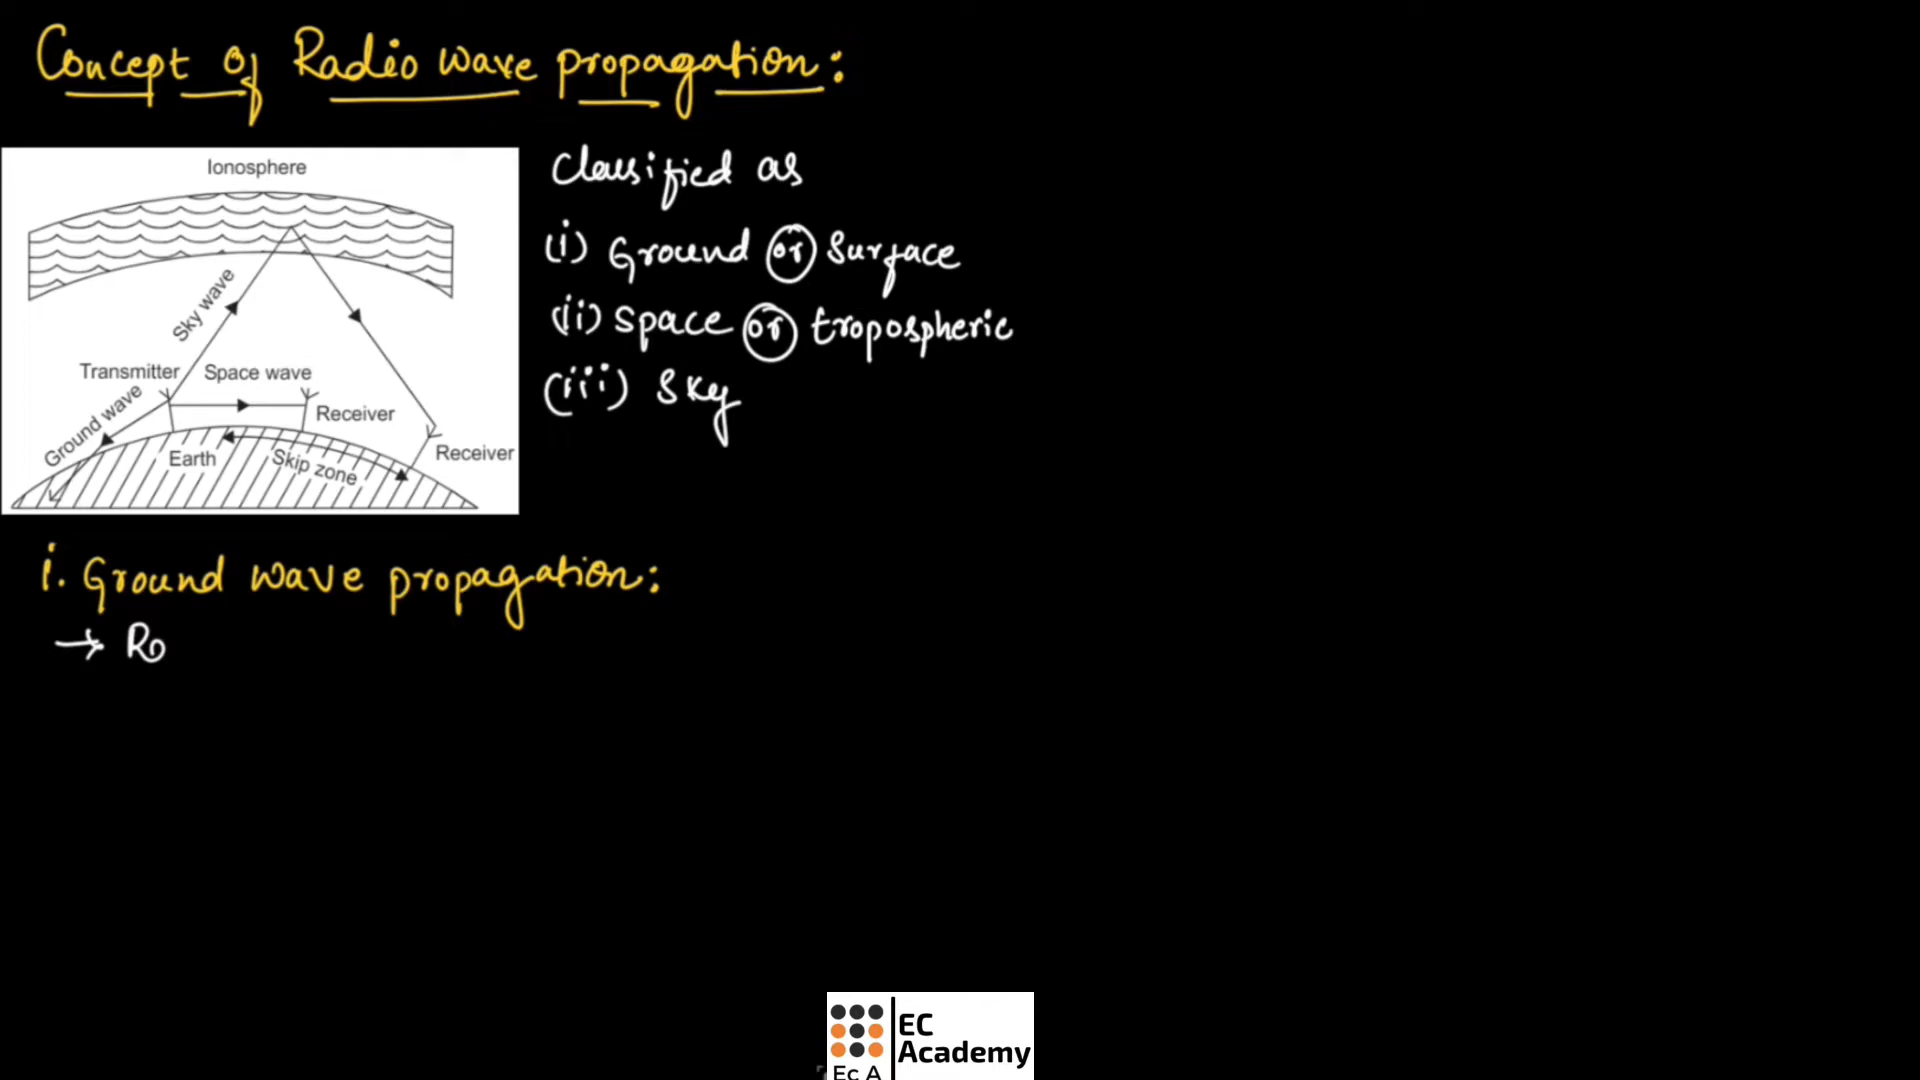 Concept of Radio wave propagation:
Ionosphere
Sky wave
Transmitter
Space wave
Ground wave
Receiver
Receiver
Earth
Skip zone
Classified as
(i) Ground or Surface
(ii) Space or tropospheric
(iii) Sky
i. Ground wave propagation:
→ Ro
EC
Academy
Ec A